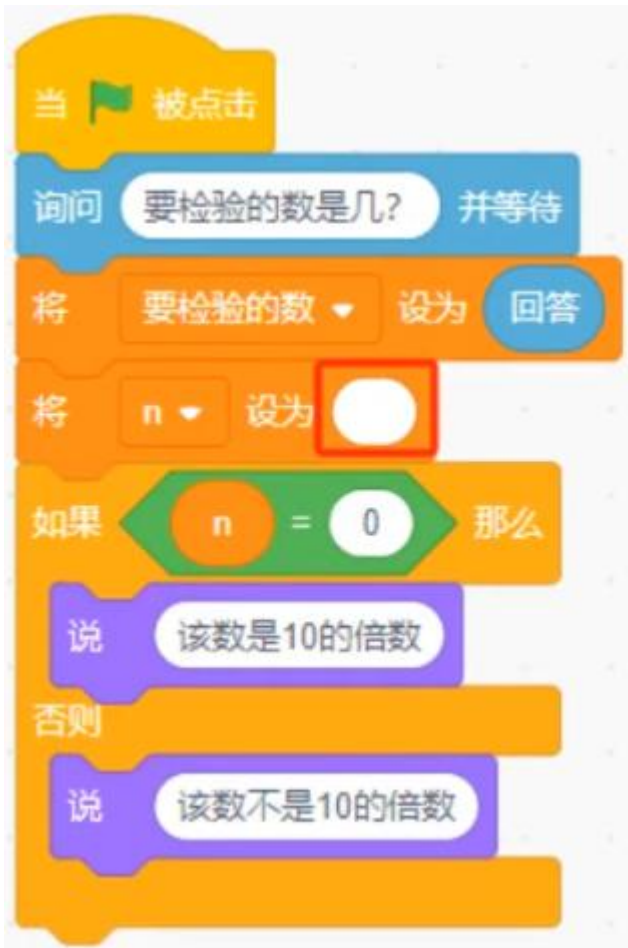 当 被点击
询问 要检验的数是几? 并等待
将 要检验的数 设为 回答
将 n 设为
如果 n = 0 那么
说 该数是10的倍数
否则
说 该数不是10的倍数